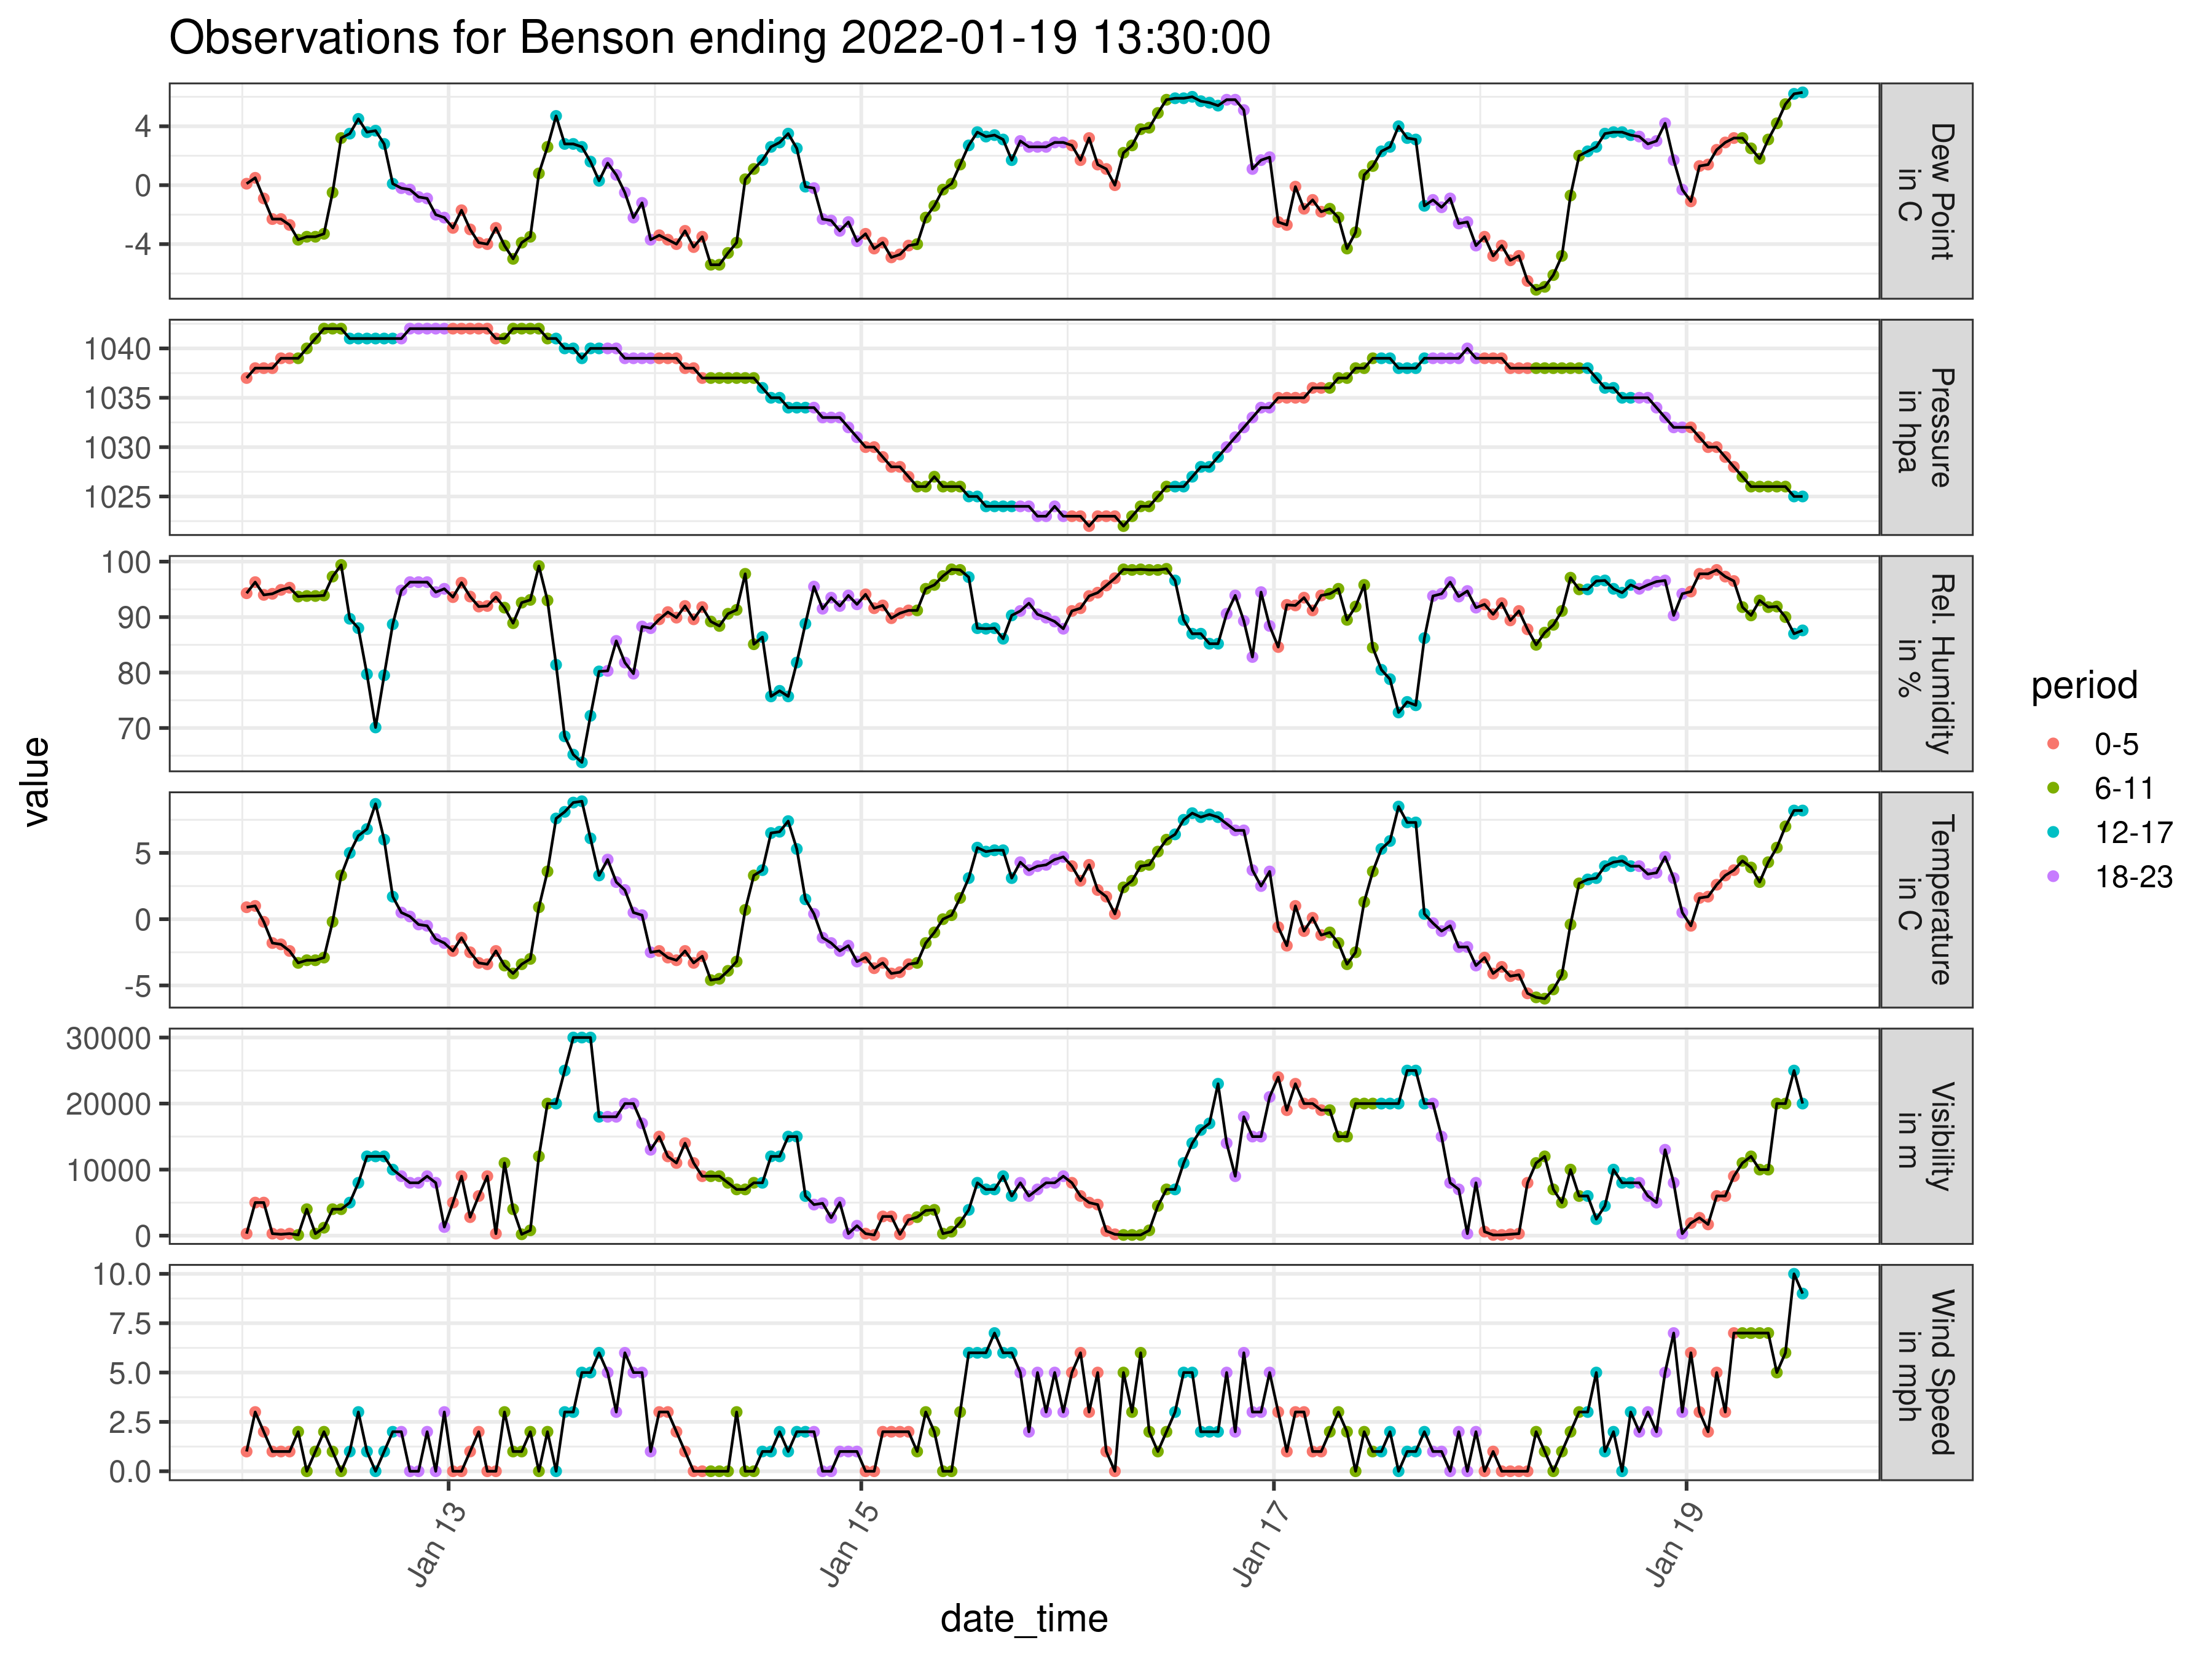 Observations for Benson ending 2022-01-19 13:30:00
value
4
0
-4
Dew Point
in C
1040
1035
1030
1025
Pressure
in hpa
100
90
80
70
Rel. Humidity
in %
5
0
-5
Temperature
in C
30000
20000
10000
0
Visibility
in m
10.0
7.5
5.0
2.5
0.0
Wind Speed
in mph
Jan 13
Jan 15
Jan 17
Jan 19
date_time
period
0-5
6-11
12-17
18-23